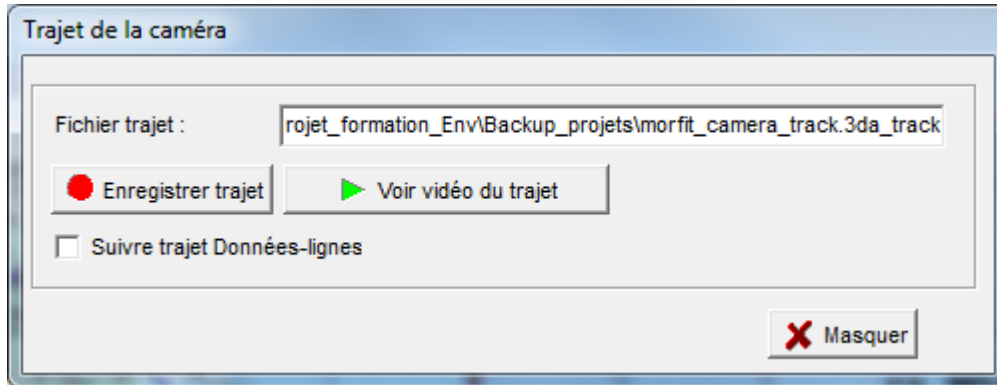 Trajet de la caméra
Fichier trajet : rojet_formation_Env\Backup_projets\morfit_camera_track.3da_track
Enregistrer trajet Voir vidéo du trajet
Suivre trajet Données-lignes
Masquer